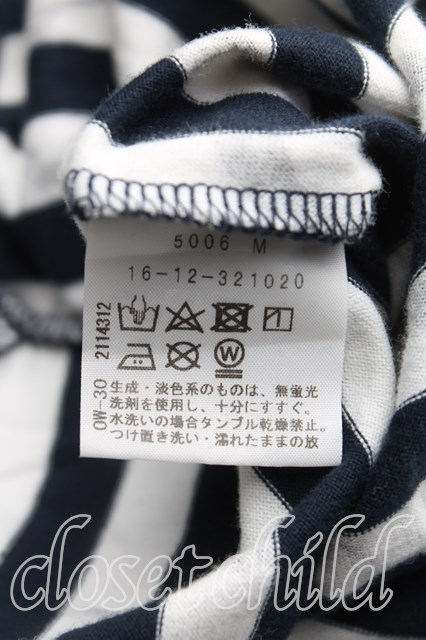 5006 M
16-12-321020
2114312
OW-30
W
生成・淡色系のものは、無蛍光
洗剤を使用し、十分にすすぐ。
水洗いの場合タンブル乾燥禁止。
つけ置き洗い・濡れたままの放
closet child